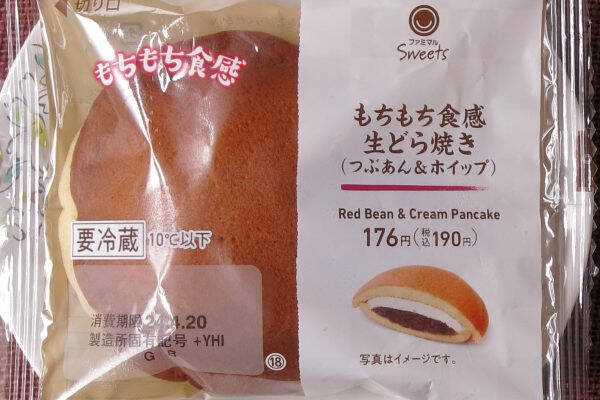 切り口
もちもち食感
ファミマル
Sweets
もちもち食感
生どら焼き
(つぶあん&ホイップ)
Red Bean & Cream Pancake
176円(税込190円)
要冷蔵 10℃以下
消費期限 24.4.20
製造所固有記号 +YHI
G B
⑱
写真はイメージです。